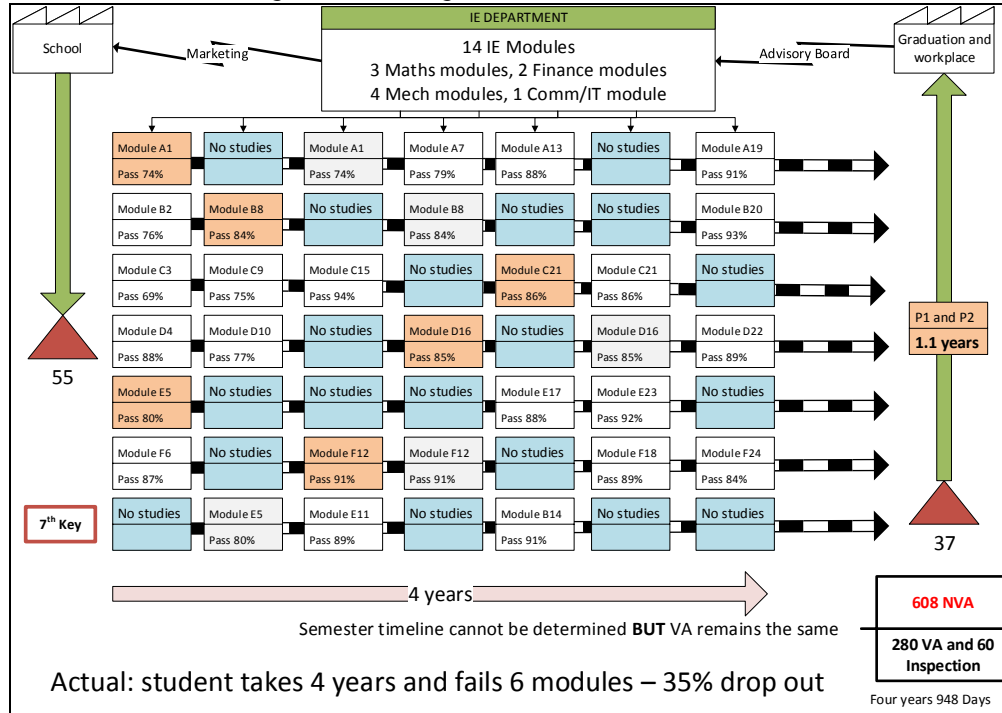 IE DEPARTMENT
14 IE Modules
3 Maths modules, 2 Finance modules
4 Mech modules, 1 Comm/IT module
School
Marketing
Advisory Board
Graduation and
workplace
Module A1
Pass 74%
No studies
Module A1
Pass 74%
Module A7
Pass 79%
Module A13
Pass 88%
No studies
Module A19
Pass 91%
Module B2
Pass 76%
Module B8
Pass 84%
No studies
Module B8
Pass 84%
No studies
No studies
Module B20
Pass 93%
Module C3
Pass 69%
Module C9
Pass 75%
Module C15
Pass 94%
No studies
Module C21
Pass 86%
Module C21
Pass 86%
No studies
Module D4
Pass 88%
Module D10
Pass 77%
No studies
Module D16
Pass 85%
No studies
Module D16
Pass 85%
Module D22
Pass 89%
Module E5
Pass 80%
No studies
No studies
No studies
Module E17
Pass 88%
Module E23
Pass 92%
No studies
Module F6
Pass 87%
No studies
Module F12
Pass 91%
Module F12
Pass 91%
No studies
Module F18
Pass 89%
Module F24
Pass 84%
No studies
Module E5
Pass 80%
Module E11
Pass 89%
No studies
Module B14
Pass 91%
No studies
No studies
55
7th Key
P1 and P2
1.1 years
37
4 years
Semester timeline cannot be determined BUT VA remains the same
608 NVA
280 VA and 60
Inspection
Four years 948 Days
Actual: student takes 4 years and fails 6 modules – 35% drop out